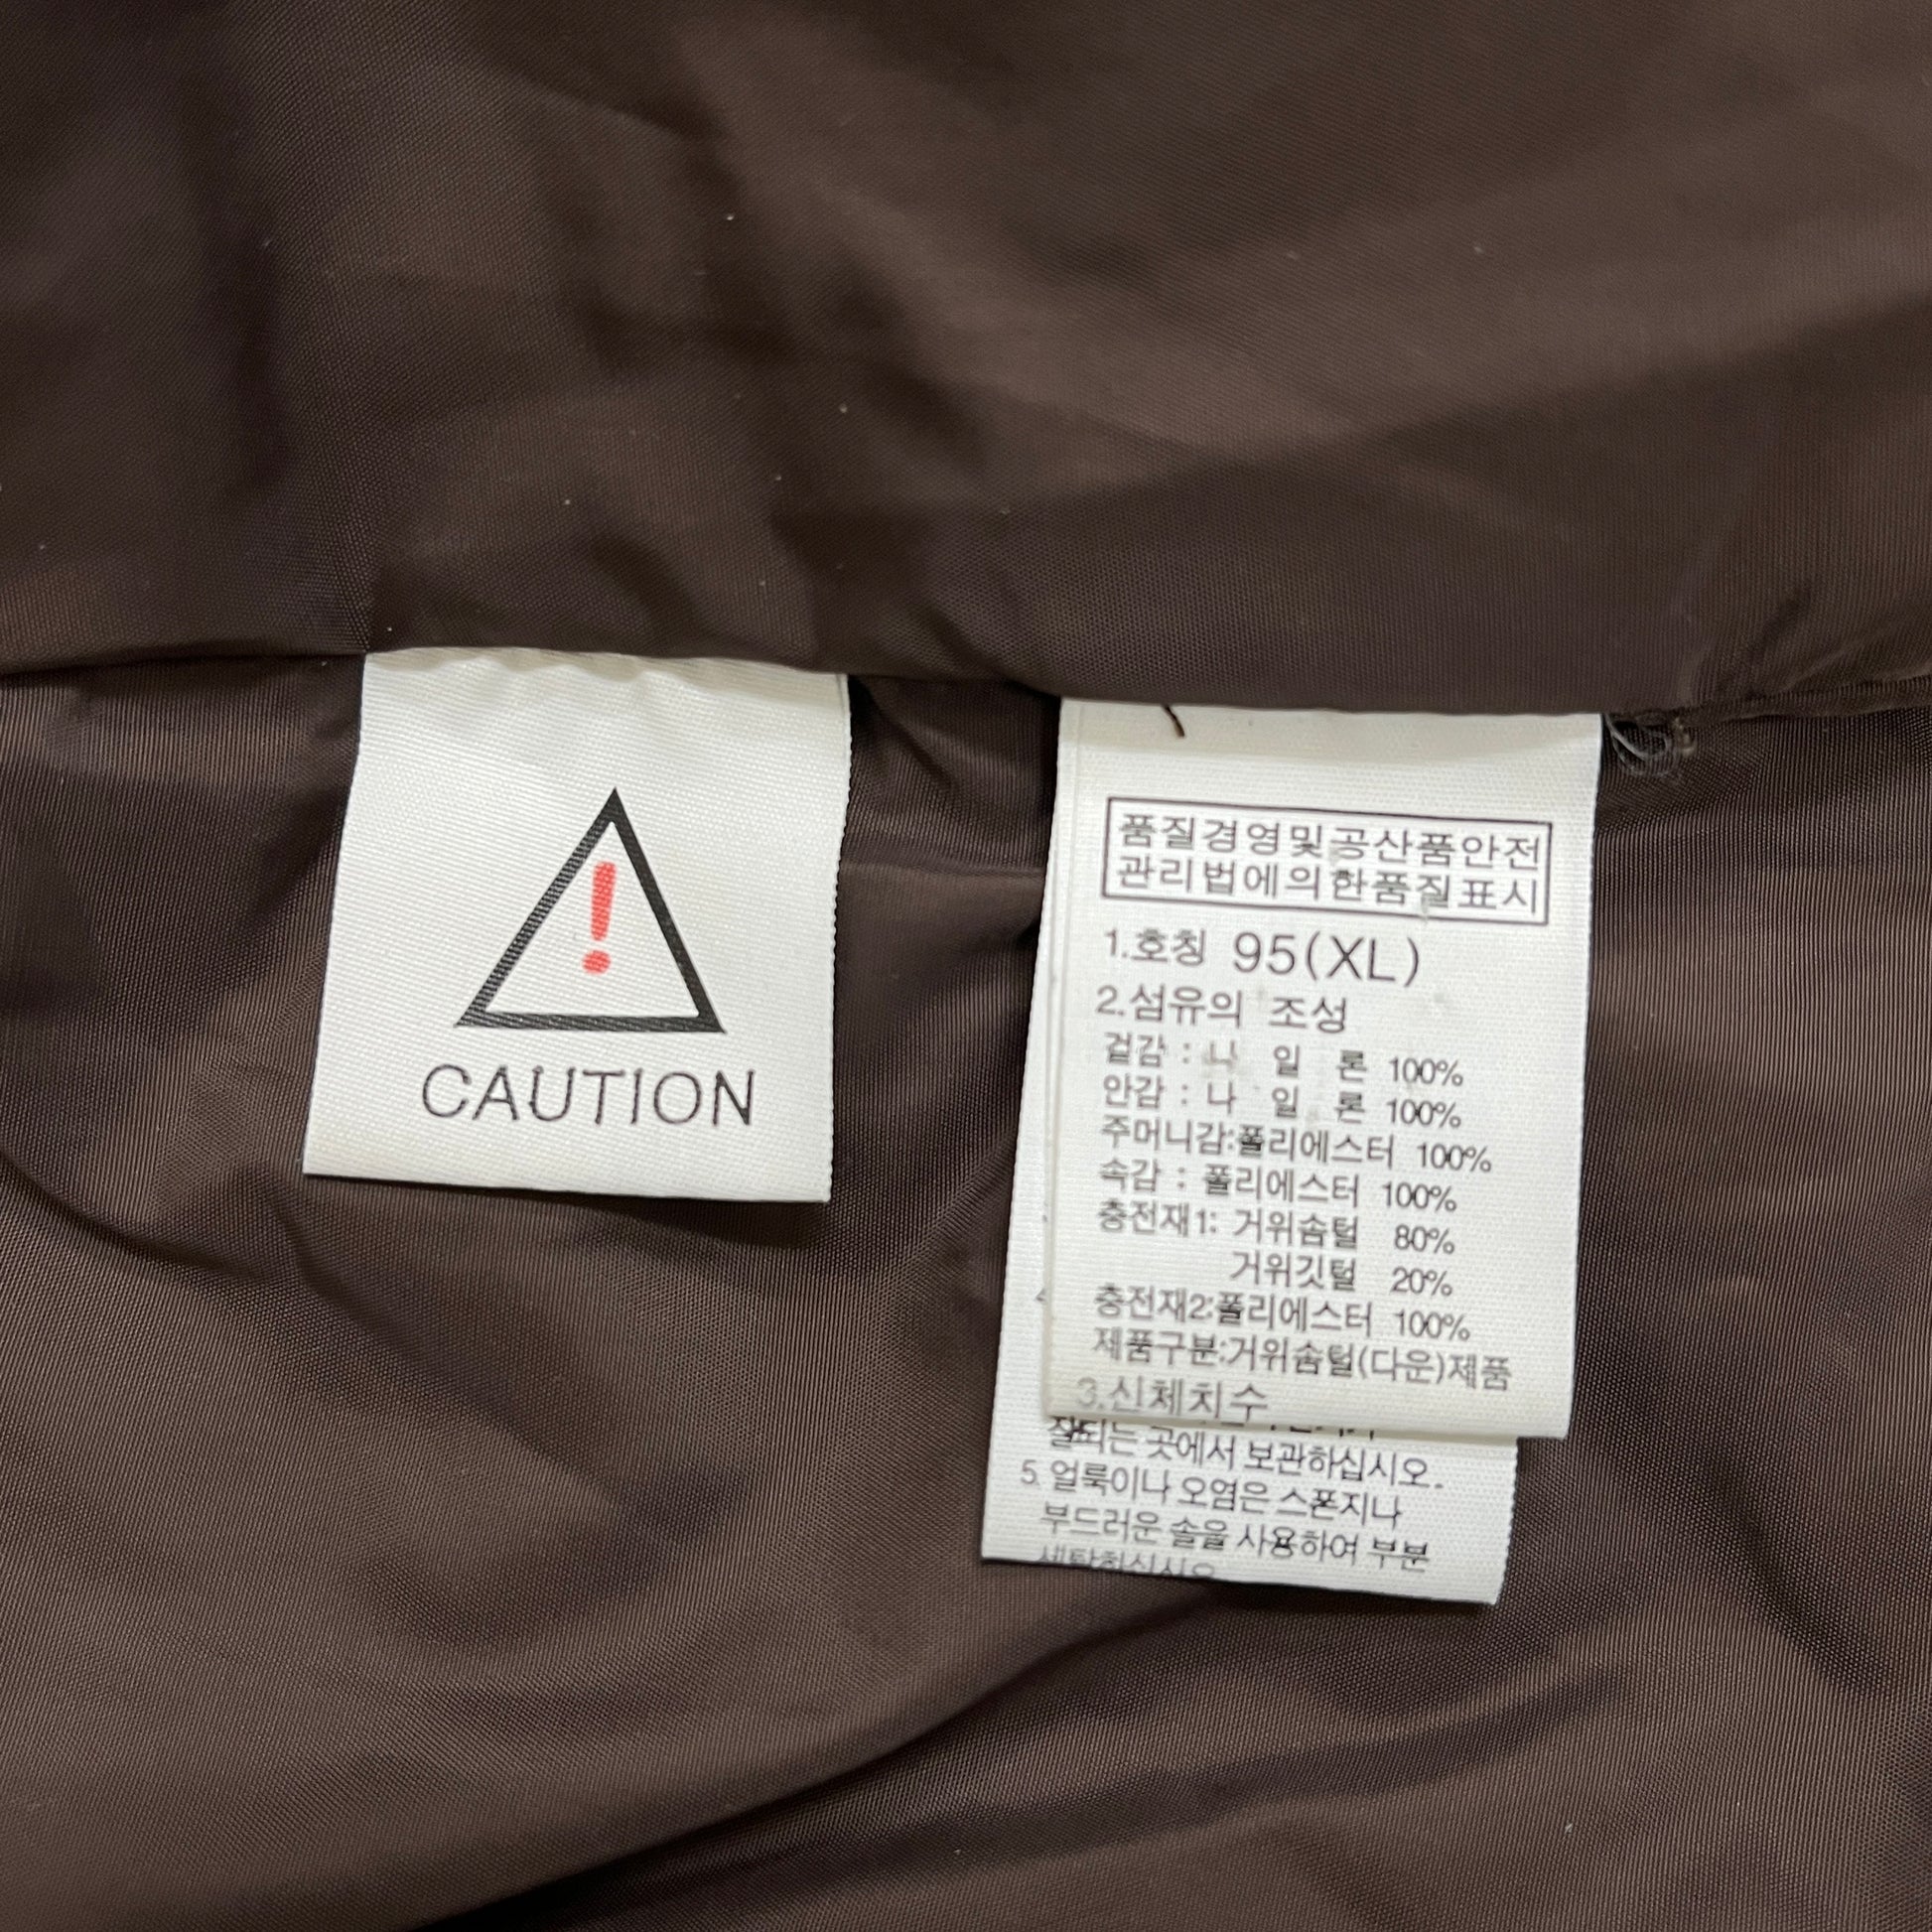 !
CAUTION
품질경영및공산품안전
관리법에의한품질표시
1.호칭 95(XL)
2.섬유의 조성
겉감 : 나 일 론 100%
안감 : 나 일 론 100%
주머니감:폴리에스터 100%
속감 : 폴리에스터 100%
충전재1: 거위솜털 80%
거위깃털 20%
충전재2:폴리에스터 100%
제품구분:거위솜털(다운)제품
3.신체치수
잘되는 곳에서 보관하십시오.
5. 얼룩이나 오염은 스폰지나
부드러운 솔을 사용하여 부분
세탁하십시오